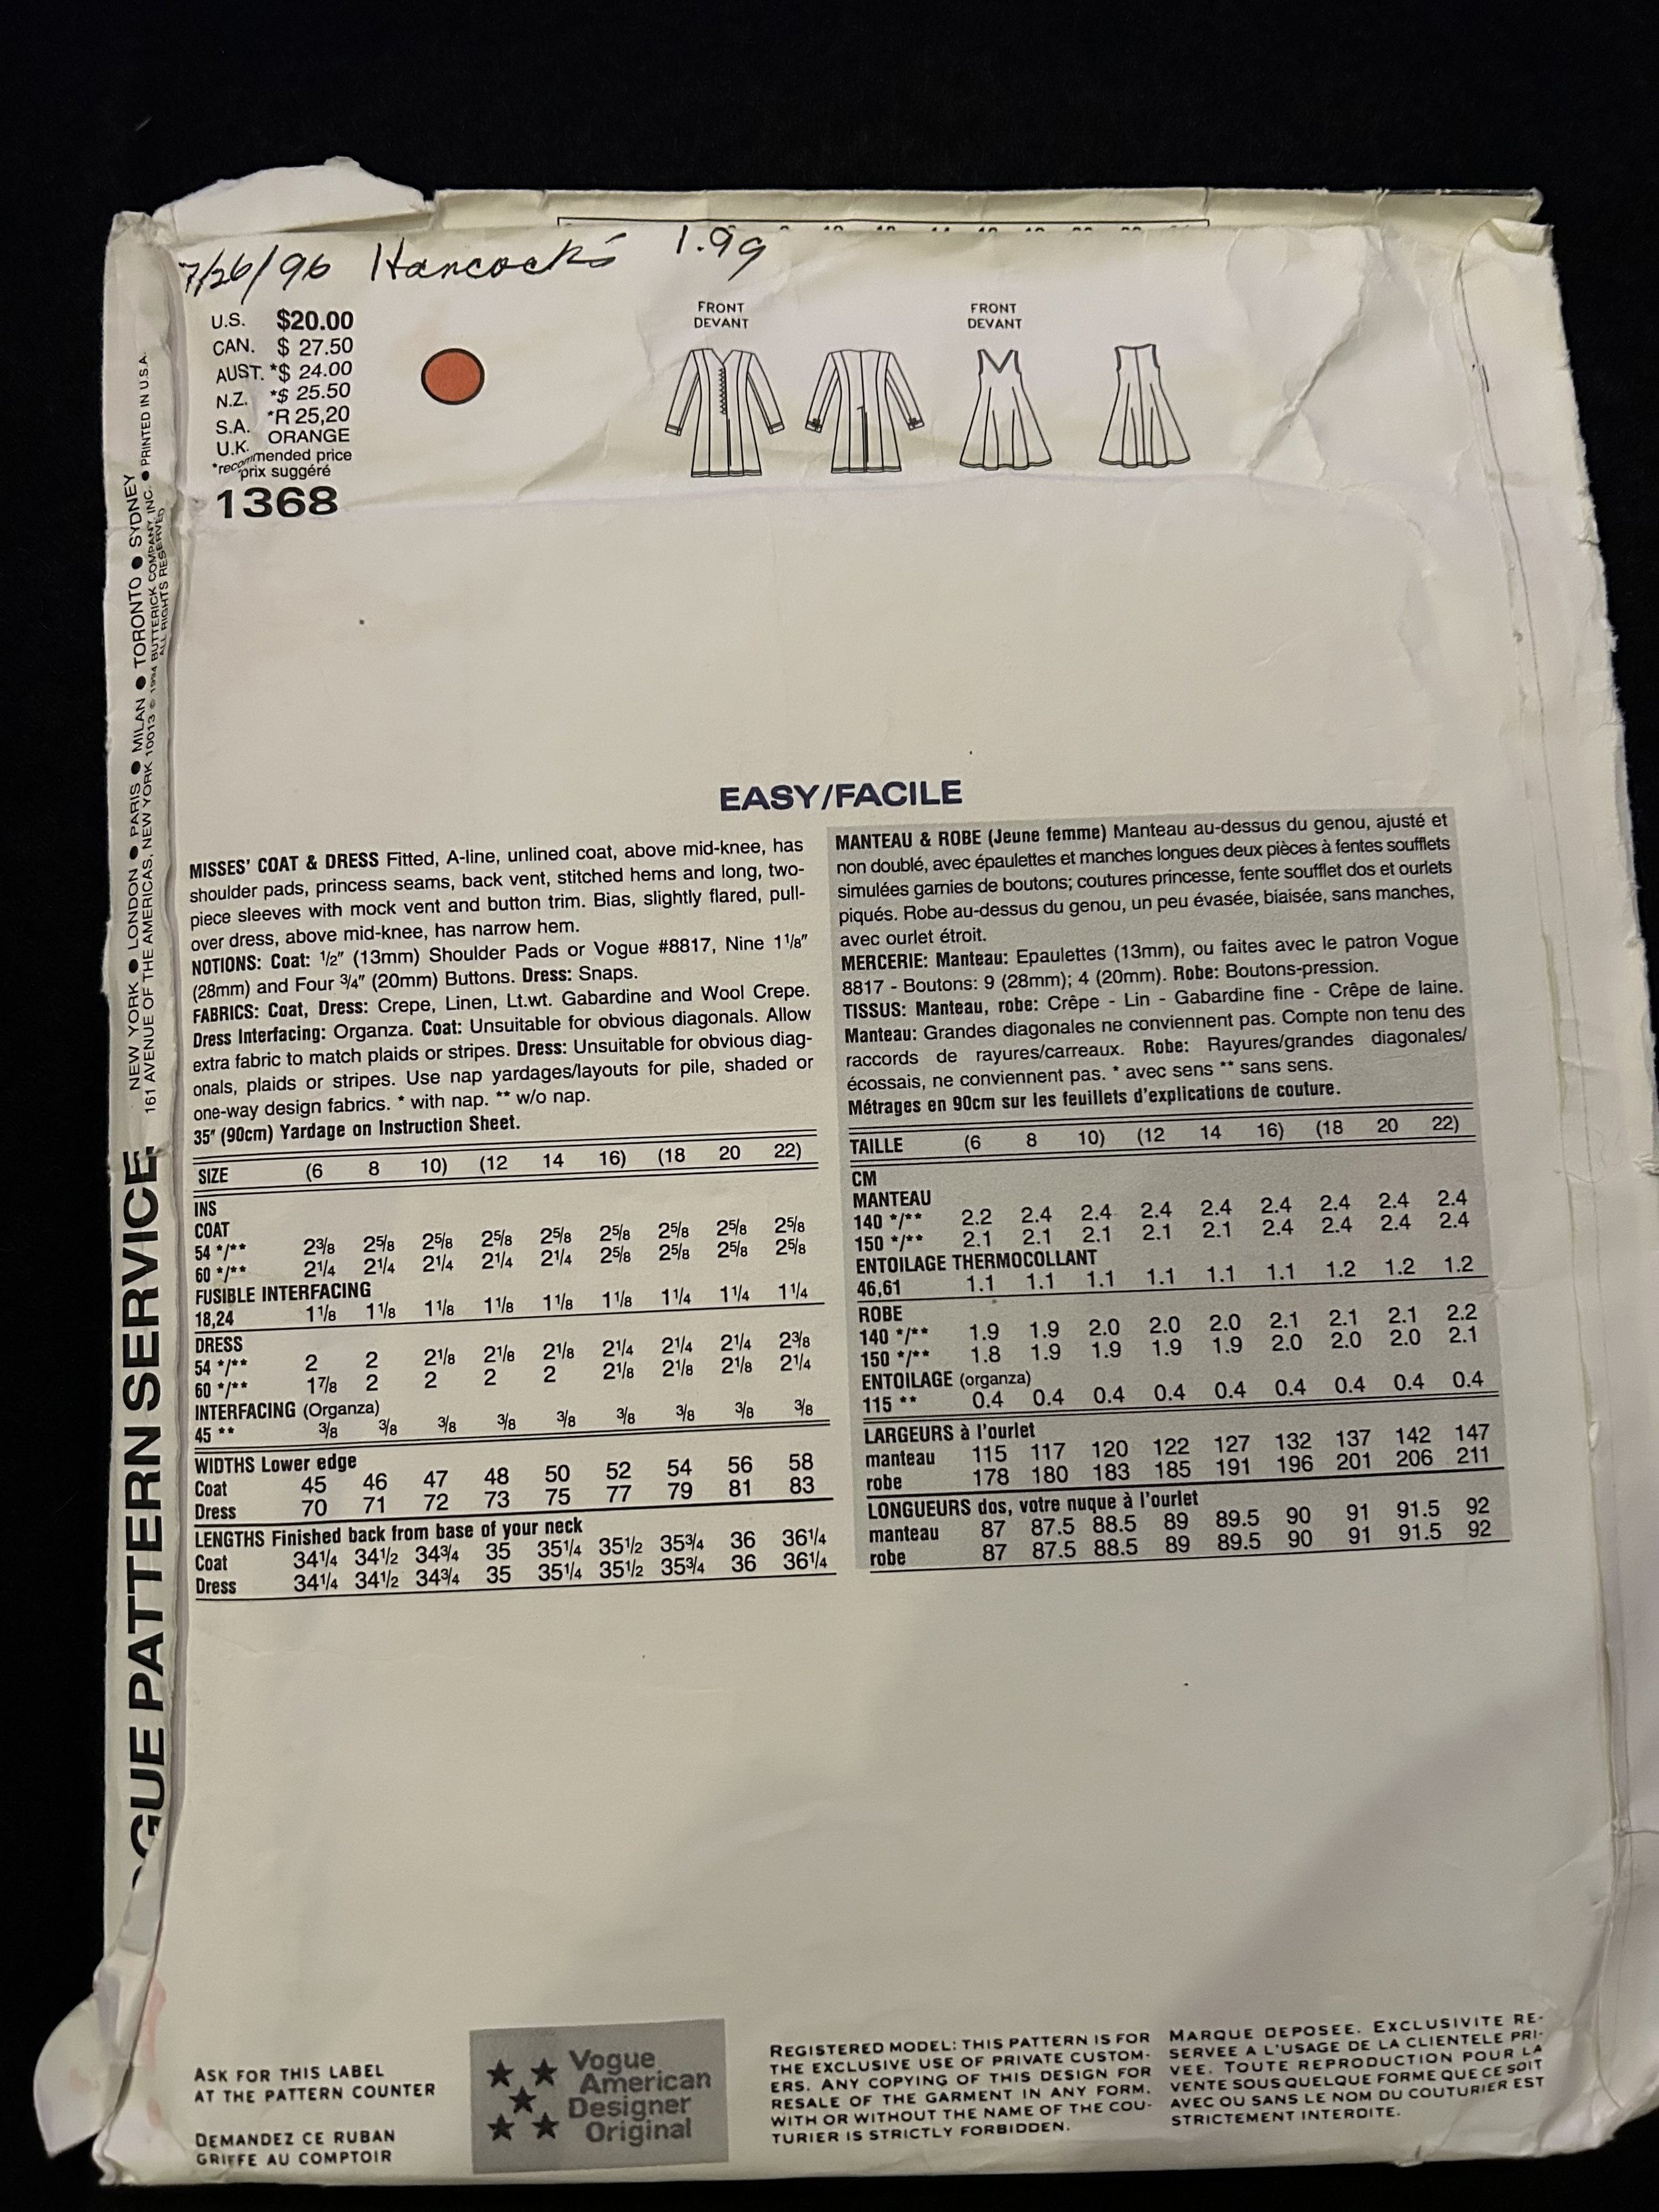 7/26/96 Hancock's 1.99
U.S. $20.00
CAN. $ 27.50
AUST. *$ 24.00
N.Z. *$ 25.50
S.A. *R 25,20
U.K. ORANGE
*recommended price
*prix suggéré
1368
FRONT
DEVANT
FRONT
DEVANT
NEW YORK ● LONDON ● PARIS ● MILAN ● TORONTO ● SYDNEY
161 AVENUE OF THE AMERICAS, NEW YORK, NEW YORK 10013 © 1994 BUTTERICK COMPANY, INC. ● PRINTED IN U.S.A.
ALL RIGHTS RESERVED
GUE PATTERN SERVICE
EASY/FACILE
MISSES' COAT & DRESS Fitted, A-line, unlined coat, above mid-knee, has
shoulder pads, princess seams, back vent, stitched hems and long, two-
piece sleeves with mock vent and button trim. Bias, slightly flared, pull-
over dress, above mid-knee, has narrow hem.
NOTIONS: Coat: 1/2" (13mm) Shoulder Pads or Vogue #8817, Nine 1 1/8"
(28mm) and Four 3/4" (20mm) Buttons. Dress: Snaps.
FABRICS: Coat, Dress: Crepe, Linen, Lt.wt. Gabardine and Wool Crepe.
Dress Interfacing: Organza. Coat: Unsuitable for obvious diagonals. Allow
extra fabric to match plaids or stripes. Dress: Unsuitable for obvious diag-
onals, plaids or stripes. Use nap yardages/layouts for pile, shaded or
one-way design fabrics. * with nap. ** w/o nap.
35" (90cm) Yardage on Instruction Sheet.
SIZE (6 8 10) (12 14 16) (18 20 22)
INS
COAT
54 */** 2 3/8 2 5/8 2 5/8 2 5/8 2 5/8 2 5/8 2 5/8 2 5/8 2 5/8
60 */** 2 1/4 2 1/4 2 1/4 2 1/4 2 1/4 2 5/8 2 5/8 2 5/8 2 5/8
FUSIBLE INTERFACING
18,24 1 1/8 1 1/8 1 1/8 1 1/8 1 1/8 1 1/8 1 1/4 1 1/4 1 1/4
DRESS
54 */** 2 2 2 1/8 2 1/8 2 1/8 2 1/4 2 1/4 2 1/4 2 3/8
60 */** 1 7/8 2 2 2 2 2 1/8 2 1/8 2 1/8 2 1/4
INTERFACING (Organza)
45 ** 3/8 3/8 3/8 3/8 3/8 3/8 3/8 3/8 3/8
WIDTHS Lower edge
Coat 45 46 47 48 50 52 54 56 58
Dress 70 71 72 73 75 77 79 81 83
LENGTHS Finished back from base of your neck
Coat 34 1/4 34 1/2 34 3/4 35 35 1/4 35 1/2 35 3/4 36 36 1/4
Dress 34 1/4 34 1/2 34 3/4 35 35 1/4 35 1/2 35 3/4 36 36 1/4
MANTEAU & ROBE (Jeune femme) Manteau au-dessus du genou, ajusté et
non doublé, avec épaulettes et manches longues deux pièces à fentes soufflets
simulées garnies de boutons; coutures princesse, fente soufflet dos et ourlets
piqués. Robe au-dessus du genou, un peu évasée, biaisée, sans manches,
avec ourlet étroit.
MERCERIE: Manteau: Epaulettes (13mm), ou faites avec le patron Vogue
8817 - Boutons: 9 (28mm); 4 (20mm). Robe: Boutons-pression.
TISSUS: Manteau, robe: Crêpe - Lin - Gabardine fine - Crêpe de laine.
Manteau: Grandes diagonales ne conviennent pas. Compte non tenu des
raccords de rayures/carreaux. Robe: Rayures/grandes diagonales/
écossais, ne conviennent pas. * avec sens ** sans sens.
Métrages en 90cm sur les feuillets d'explications de couture.
TAILLE (6 8 10) (12 14 16) (18 20 22)
CM
MANTEAU
140 */** 2.2 2.4 2.4 2.4 2.4 2.4 2.4 2.4 2.4
150 */** 2.1 2.1 2.1 2.1 2.1 2.4 2.4 2.4 2.4
ENTOILAGE THERMOCOLLANT
46,61 1.1 1.1 1.1 1.1 1.1 1.1 1.2 1.2 1.2
ROBE
140 */** 1.9 1.9 2.0 2.0 2.0 2.1 2.1 2.1 2.2
150 */** 1.8 1.9 1.9 1.9 1.9 2.0 2.0 2.0 2.1
ENTOILAGE (organza)
115 ** 0.4 0.4 0.4 0.4 0.4 0.4 0.4 0.4 0.4
LARGEURS à l'ourlet
manteau 115 117 120 122 127 132 137 142 147
robe 178 180 183 185 191 196 201 206 211
LONGUEURS dos, votre nuque à l'ourlet
manteau 87 87.5 88.5 89 89.5 90 91 91.5 92
robe 87 87.5 88.5 89 89.5 90 91 91.5 92
ASK FOR THIS LABEL
AT THE PATTERN COUNTER
DEMANDEZ CE RUBAN
GRIFFE AU COMPTOIR
Vogue
American
Designer
Original
REGISTERED MODEL: THIS PATTERN IS FOR
THE EXCLUSIVE USE OF PRIVATE CUSTOM-
ERS. ANY COPYING OF THIS DESIGN FOR
RESALE OF THE GARMENT IN ANY FORM,
WITH OR WITHOUT THE NAME OF THE COU-
TURIER IS STRICTLY FORBIDDEN.
MARQUE DEPOSEE. EXCLUSIVITE RE-
SERVEE A L'USAGE DE LA CLIENTELE PRI-
VEE. TOUTE REPRODUCTION POUR LA
VENTE SOUS QUELQUE FORME QUE CE SOIT
AVEC OU SANS LE NOM DU COUTURIER EST
STRICTEMENT INTERDITE.